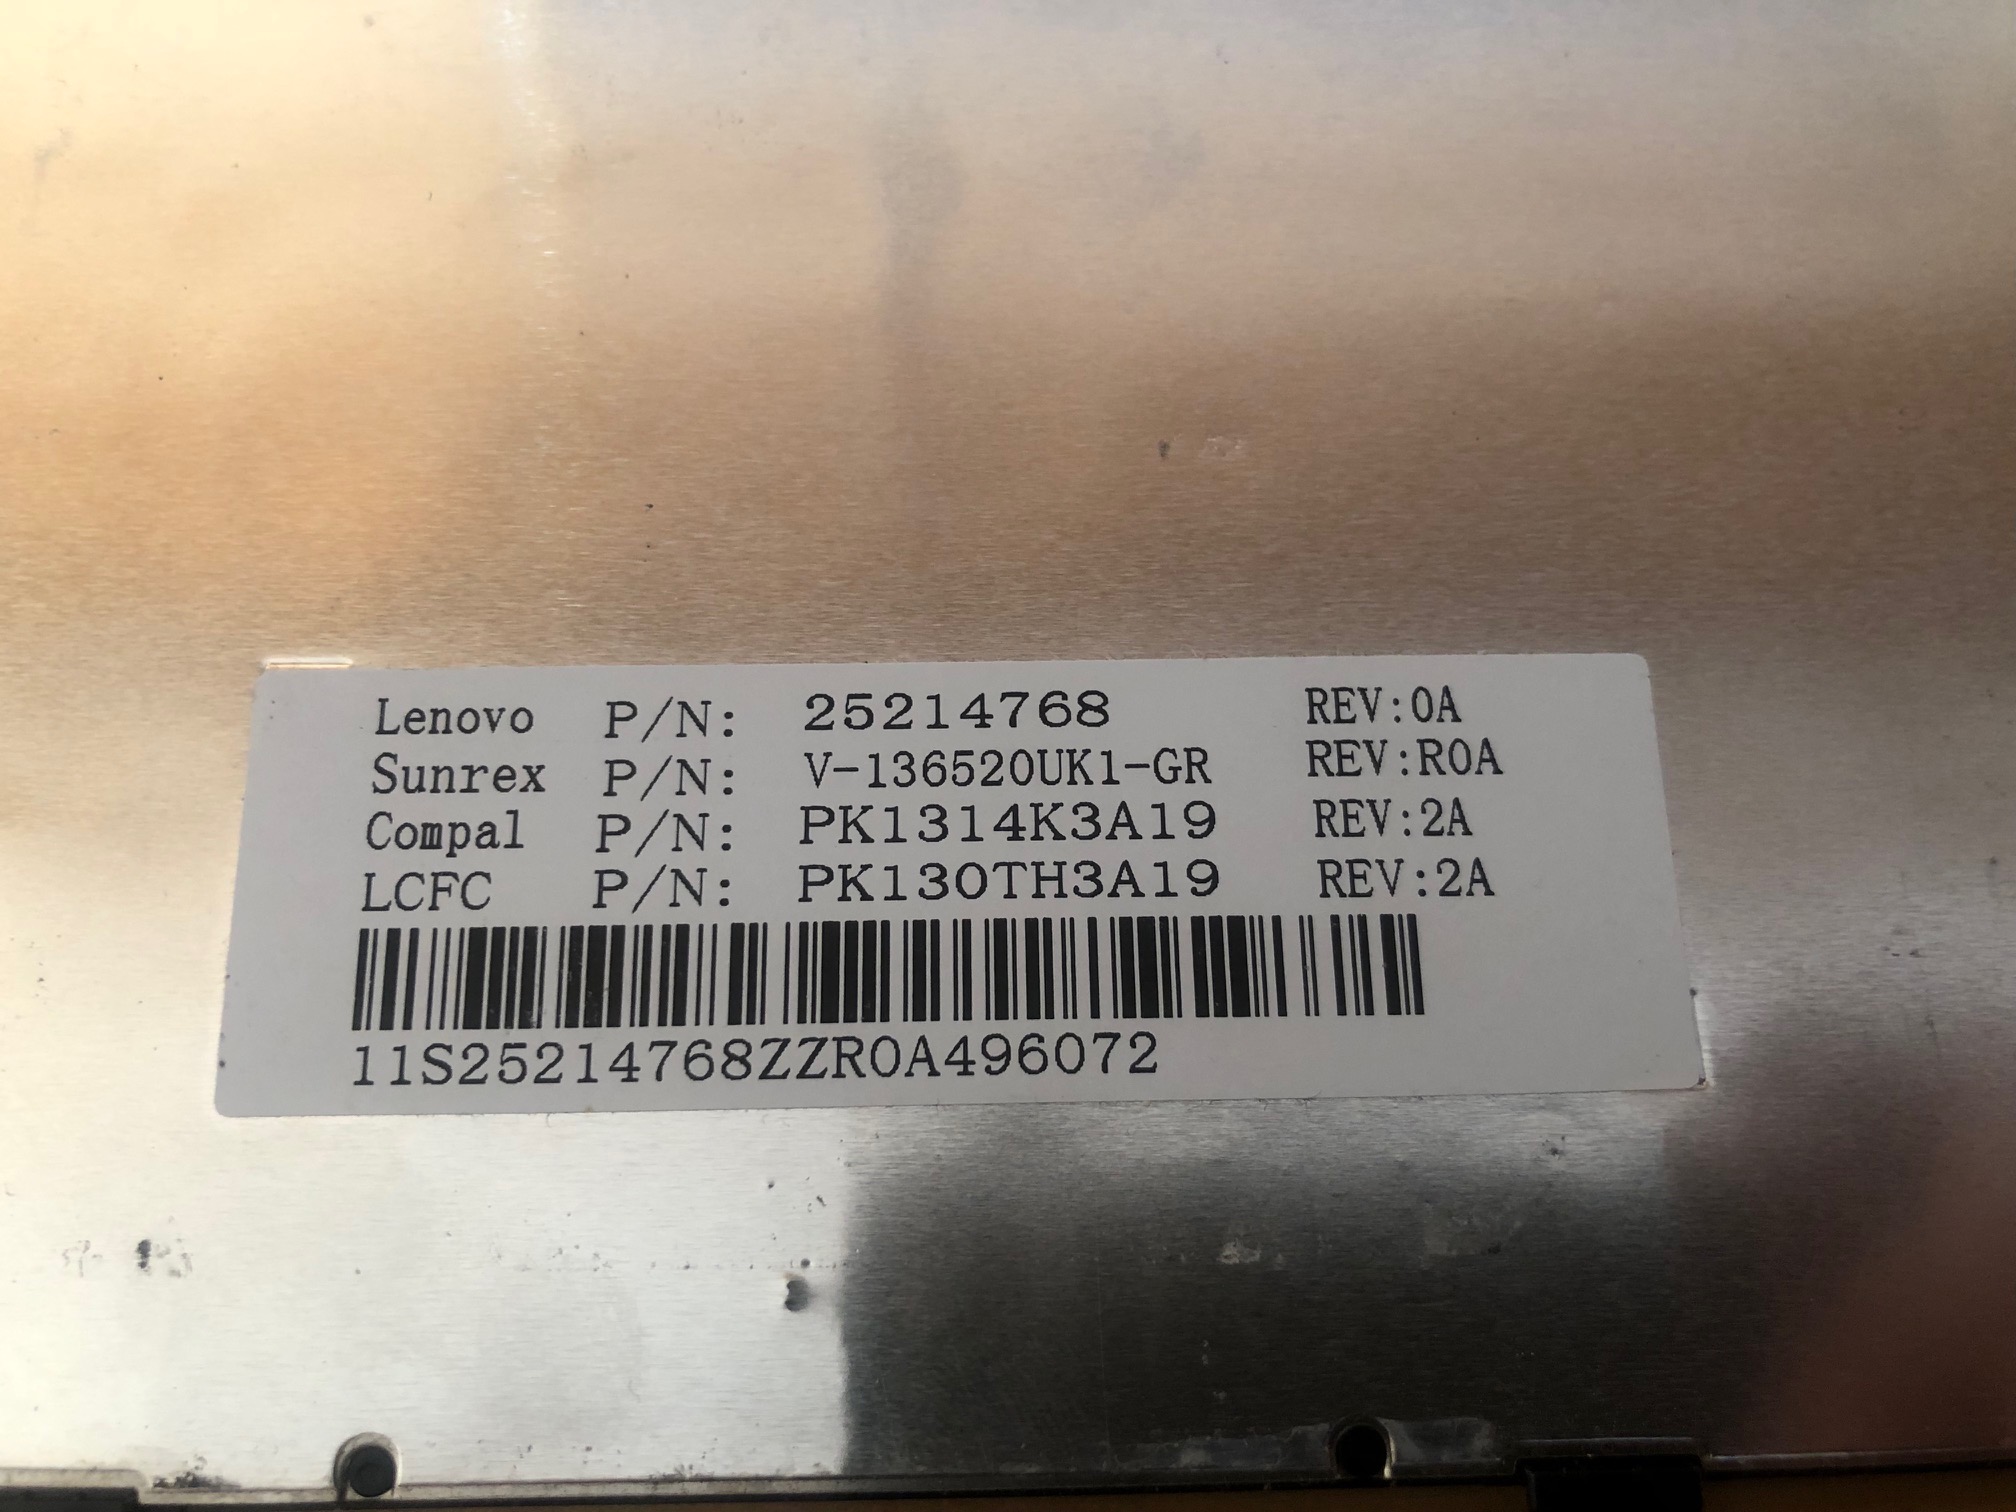 Lenovo P/N: 25214768 REV:0A
Sunrex P/N: V-136520UK1-GR REV:R0A
Compal P/N: PK1314K3A19 REV:2A
LCFC P/N: PK130TH3A19 REV:2A
11S25214768ZZR0A496072